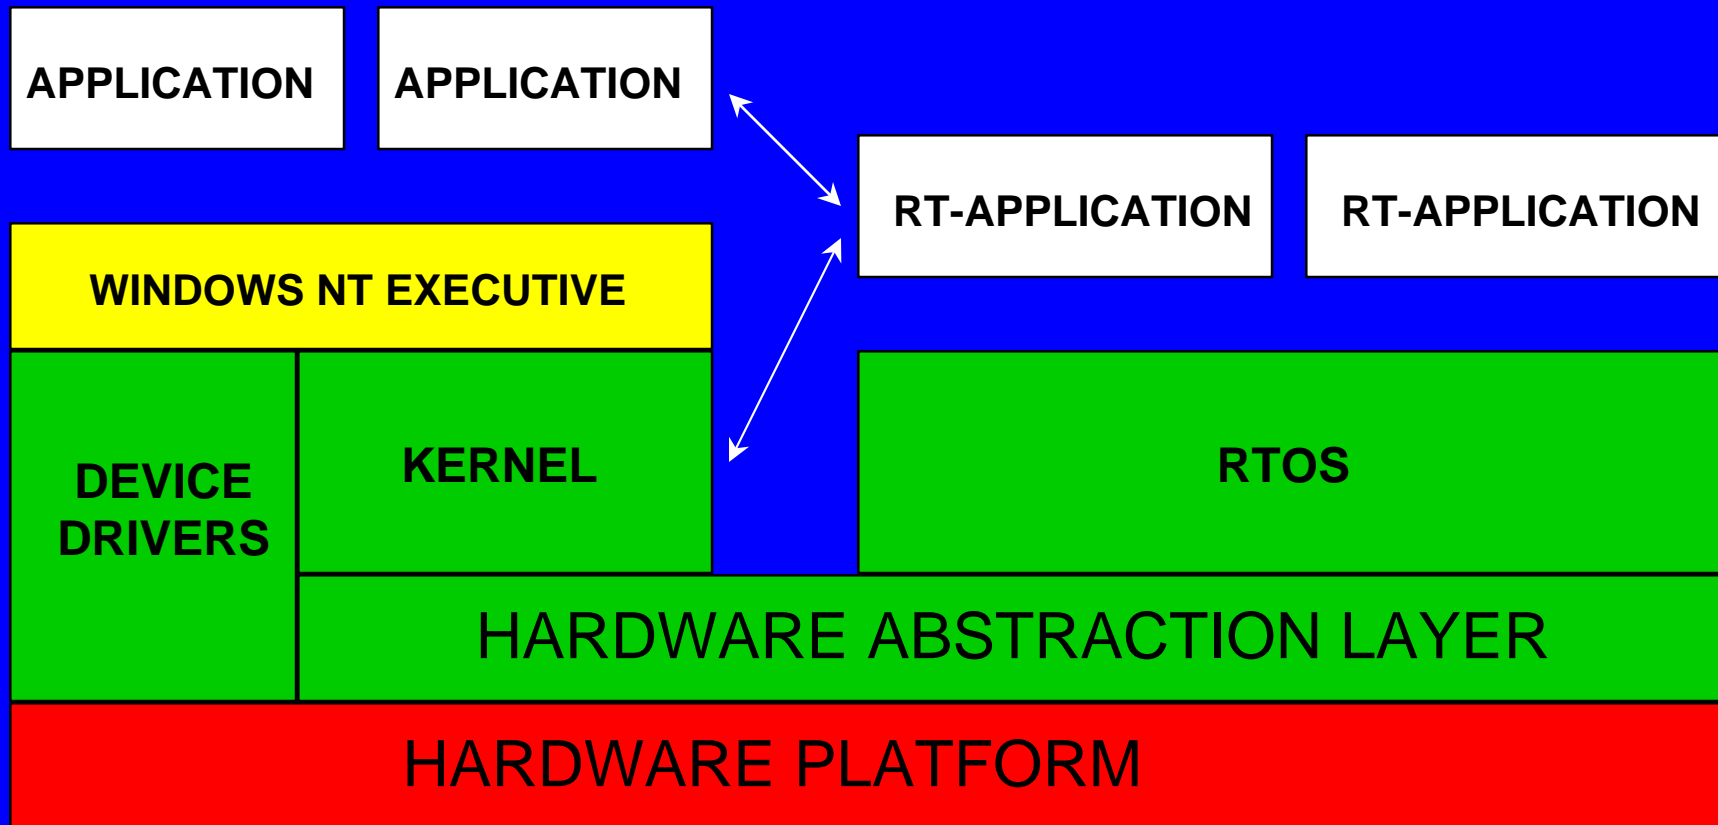 APPLICATION
APPLICATION
RT-APPLICATION
RT-APPLICATION
WINDOWS NT EXECUTIVE
DEVICE
DRIVERS
KERNEL
RTOS
HARDWARE ABSTRACTION LAYER
HARDWARE PLATFORM